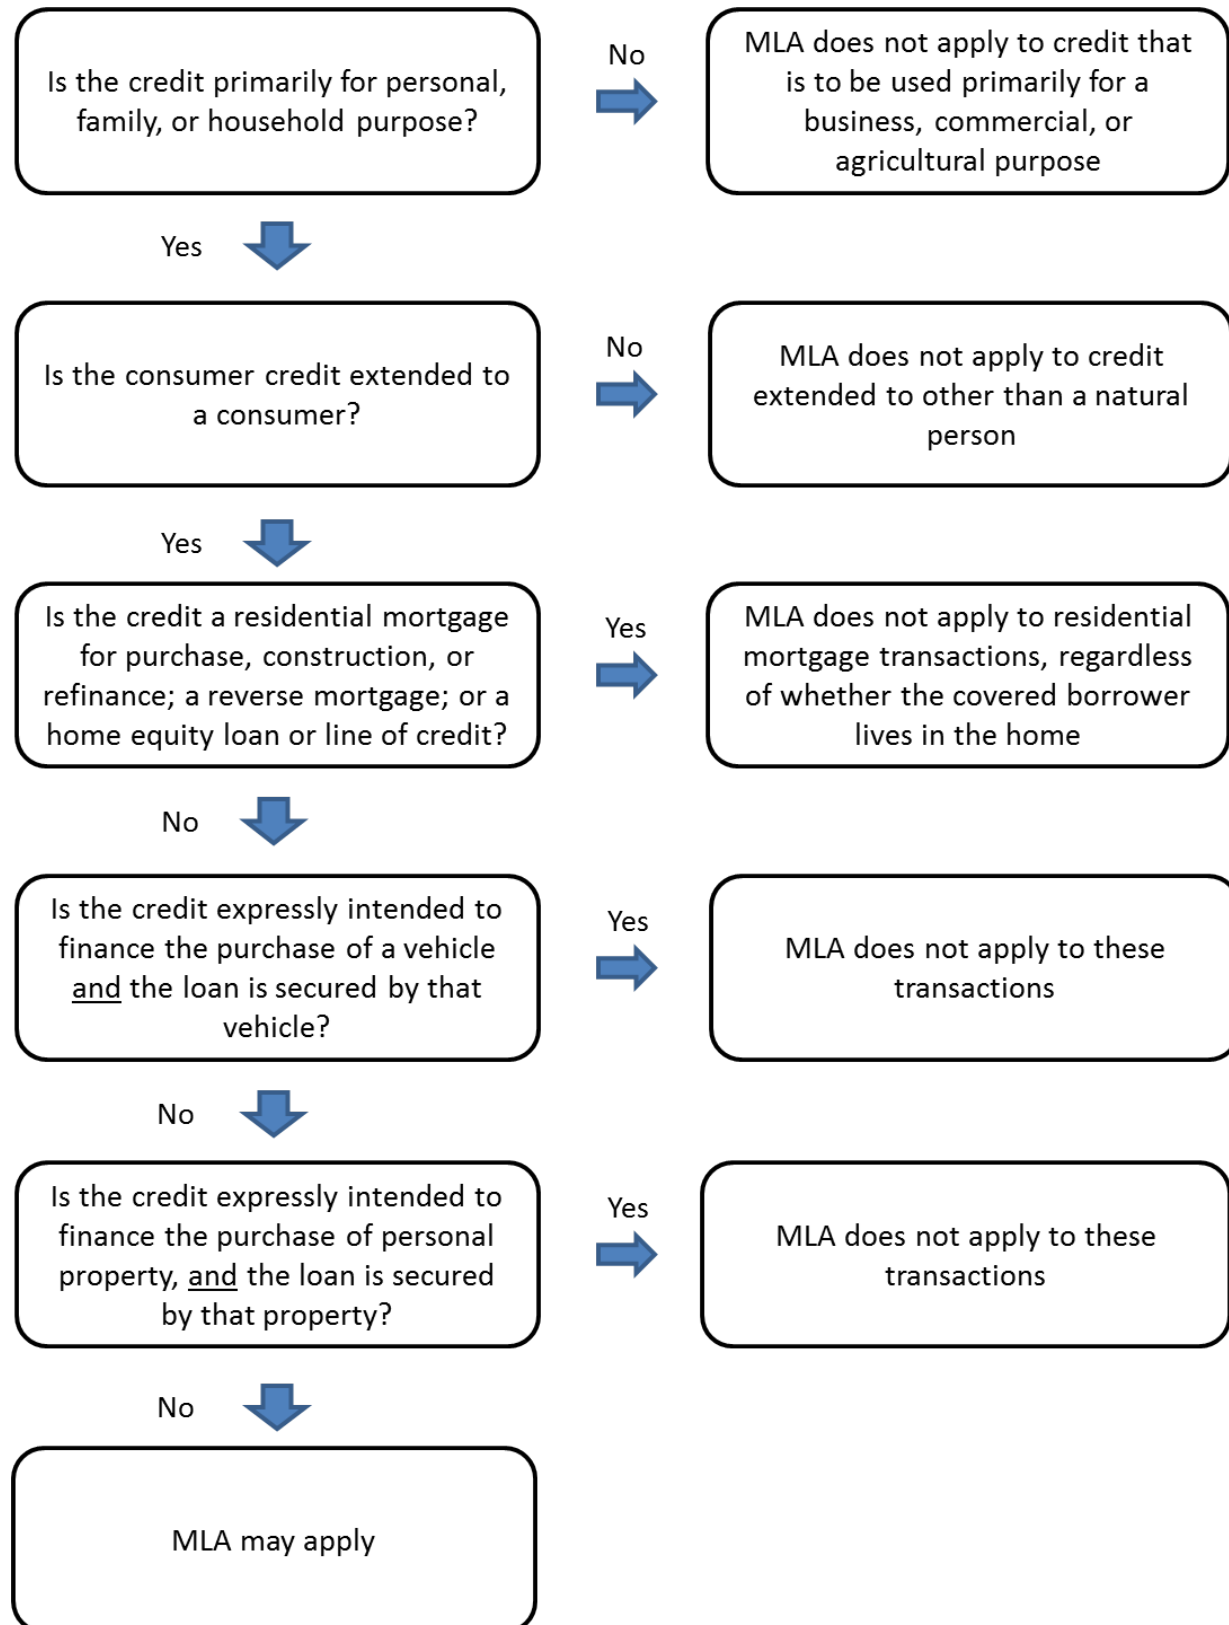 Is the credit primarily for personal,
family, or household purpose?
No
MLA does not apply to credit that
is to be used primarily for a
business, commercial, or
agricultural purpose
Yes
Is the consumer credit extended to
a consumer?
No
MLA does not apply to credit
extended to other than a natural
person
Yes
Is the credit a residential mortgage
for purchase, construction, or
refinance; a reverse mortgage; or a
home equity loan or line of credit?
Yes
MLA does not apply to residential
mortgage transactions, regardless
of whether the covered borrower
lives in the home
No
Is the credit expressly intended to
finance the purchase of a vehicle
and the loan is secured by that
vehicle?
Yes
MLA does not apply to these
transactions
No
Is the credit expressly intended to
finance the purchase of personal
property, and the loan is secured
by that property?
Yes
MLA does not apply to these
transactions
No
MLA may apply